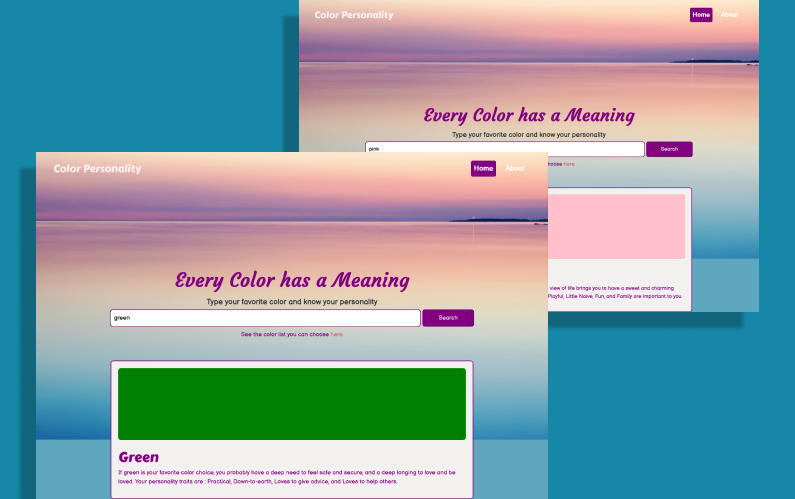 Color Personality
Home
About
Every Color has a Meaning
Type your favorite color and know your personality
pink
Search
hoose here
view of life brings you to have a sweet and charming
Playful, Little Naive, Fun, and Family are important to you.
Color Personality
Home
About
Every Color has a Meaning
Type your favorite color and know your personality
green
Search
See the color list you can choose here
Green
If green is your favorite color choice, you probably have a deep need to feel safe and secure, and a deep longing to love and be
loved. Your personality traits are : Practical, Down-to-earth, Loves to give advice, and Loves to help others.